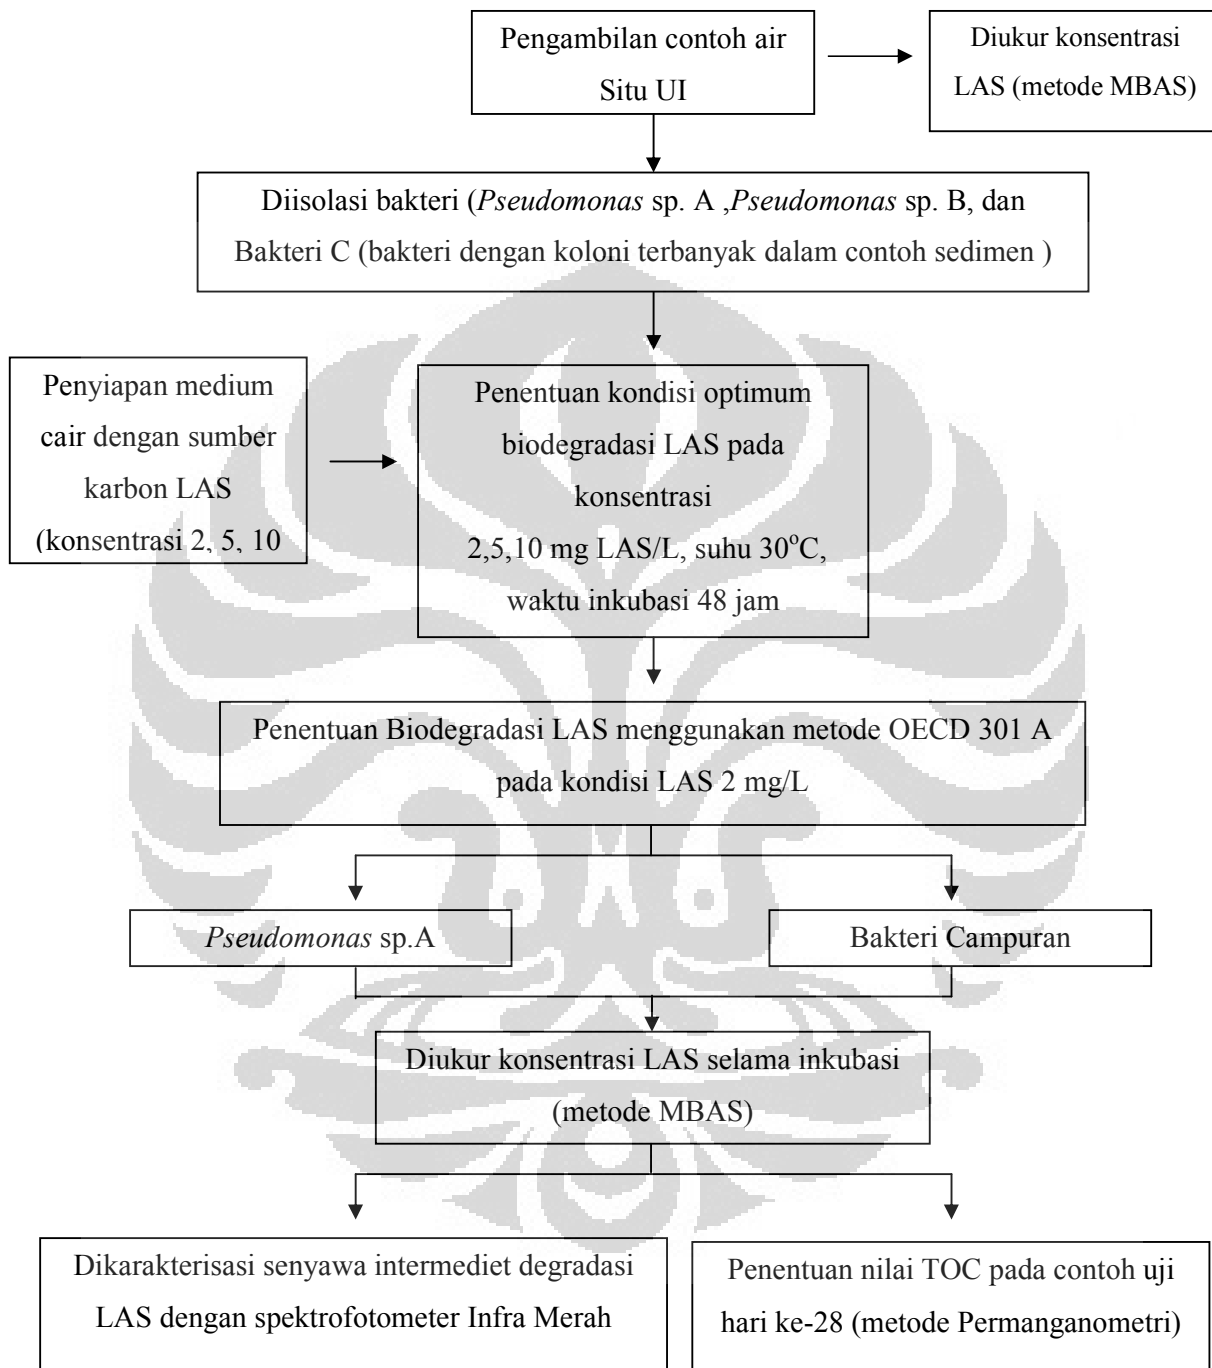 Pengambilan contoh air
Situ UI
Diukur konsentrasi
LAS (metode MBAS)
Diisolasi bakteri (Pseudomonas sp. A ,Pseudomonas sp. B, dan
Bakteri C (bakteri dengan koloni terbanyak dalam contoh sedimen )
Penyiapan medium
cair dengan sumber
karbon LAS
(konsentrasi 2, 5, 10
Penentuan kondisi optimum
biodegradasi LAS pada
konsentrasi
2,5,10 mg LAS/L, suhu 30°C,
waktu inkubasi 48 jam
Penentuan Biodegradasi LAS menggunakan metode OECD 301 A
pada kondisi LAS 2 mg/L
Pseudomonas sp.A
Bakteri Campuran
Diukur konsentrasi LAS selama inkubasi
(metode MBAS)
Dikarakterisasi senyawa intermediet degradasi
LAS dengan spektrofotometer Infra Merah
Penentuan nilai TOC pada contoh uji
hari ke-28 (metode Permanganometri)